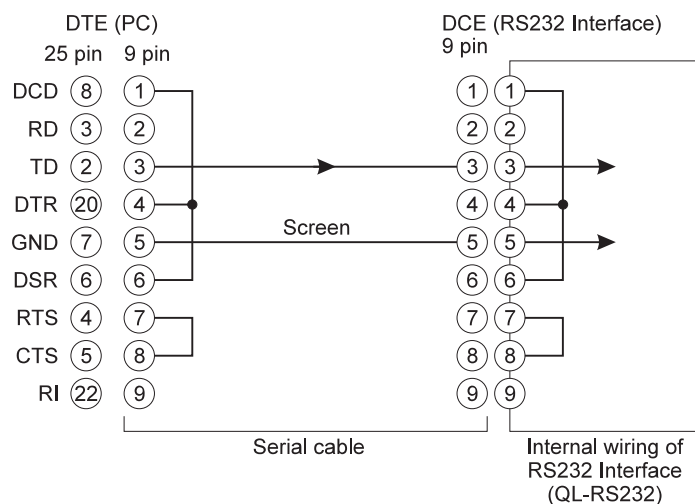 DTE (PC) DCE (RS232 Interface)
25 pin 9 pin 9 pin
DCD 8 1 1 1
RD 3 2 2 2
TD 2 3 3 3
DTR 20 4 4 4
GND 7 5 Screen 5 5
DSR 6 6 6 6
RTS 4 7 7 7
CTS 5 8 8 8
RI 22 9 9 9
Serial cable Internal wiring of
RS232 Interface
(QL-RS232)